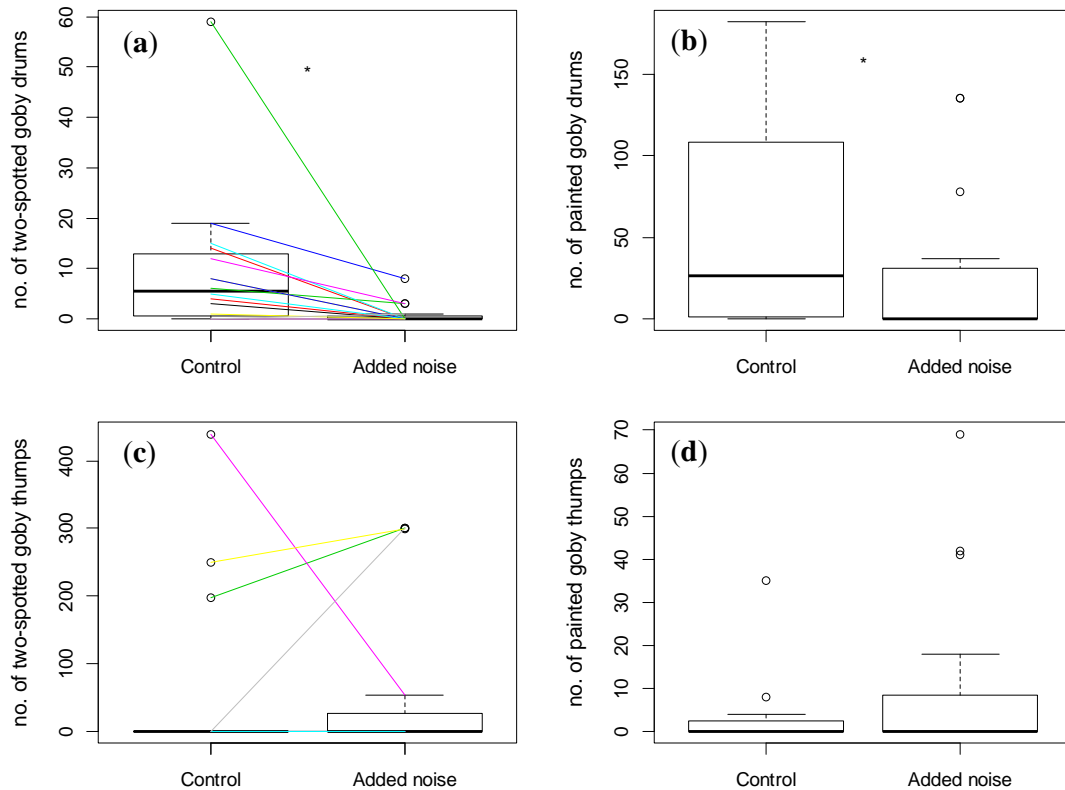 (a)
no. of two-spotted goby drums
60
50
40
30
20
10
0
*
Control
Added noise
(b)
no. of painted goby drums
150
100
50
0
*
Control
Added noise
(c)
no. of two-spotted goby thumps
400
300
200
100
0
Control
Added noise
(d)
no. of painted goby thumps
70
60
50
40
30
20
10
0
Control
Added noise